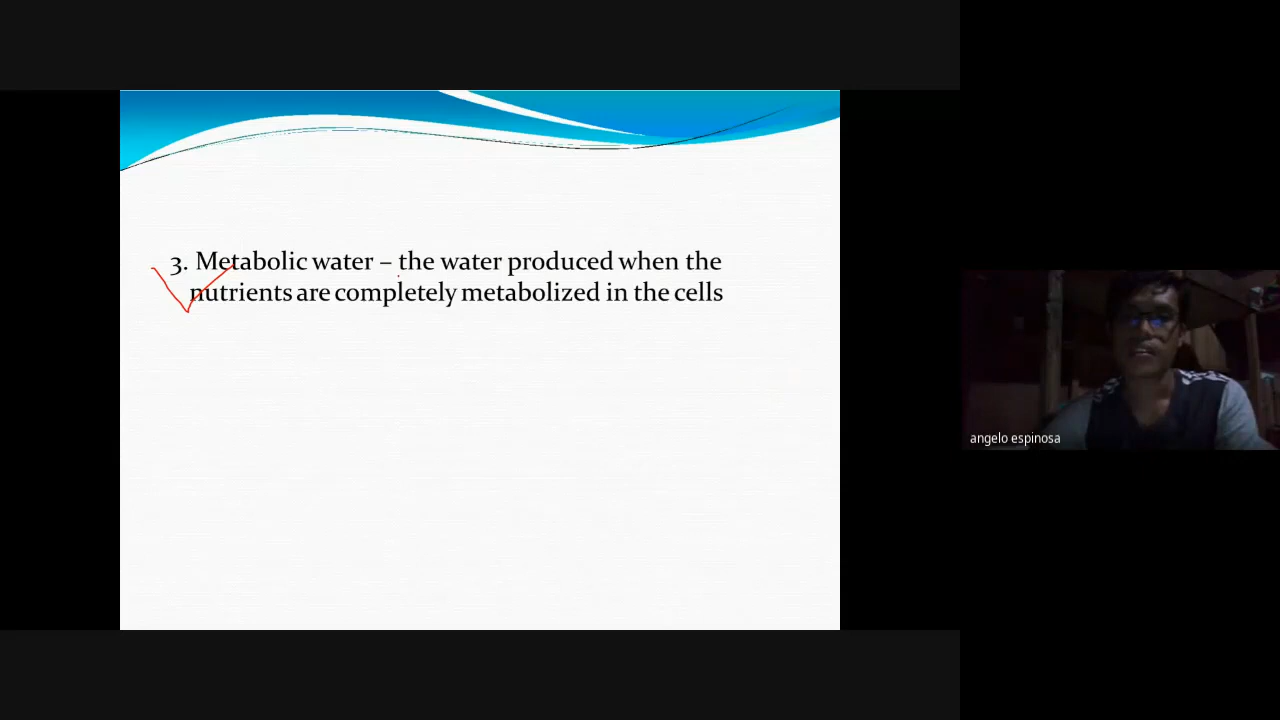 3. Metabolic water – the water produced when the
nutrients are completely metabolized in the cells
angelo espinosa